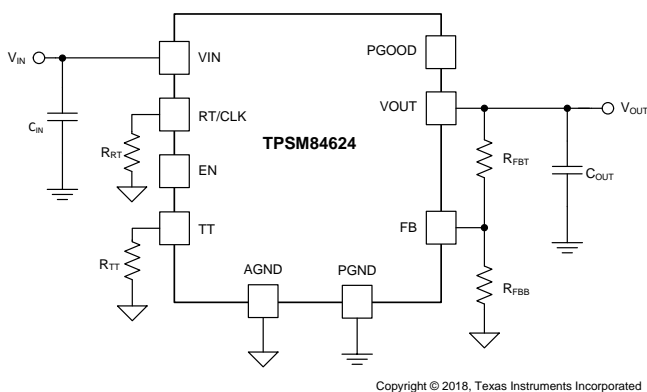 VIN
VIN
PGOOD
CIN
RT/CLK
VOUT
VOUT
TPSM84624
RRT
RFBT
COUT
EN
TT
FB
RTT
AGND
PGND
RFBB
Copyright © 2018, Texas Instruments Incorporated